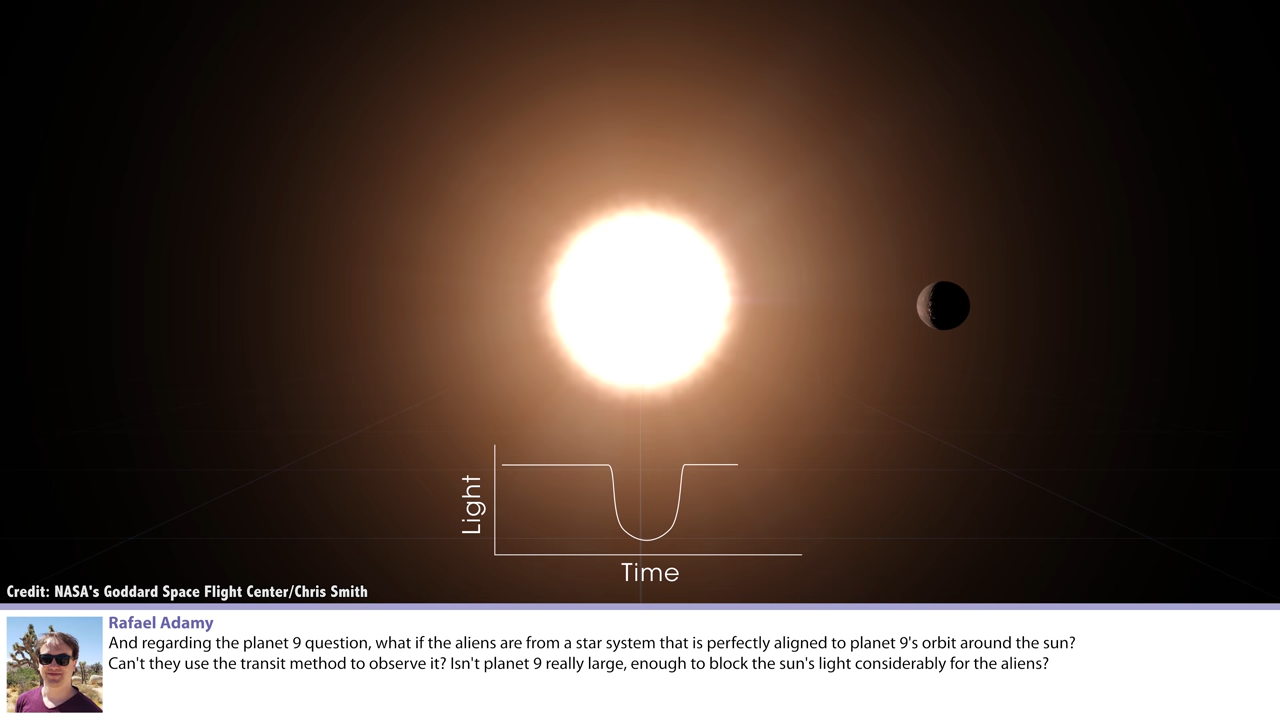 Light
Time
Credit: NASA's Goddard Space Flight Center/Chris Smith
Rafael Adamy
And regarding the planet 9 question, what if the aliens are from a star system that is perfectly aligned to planet 9's orbit around the sun?
Can't they use the transit method to observe it? Isn't planet 9 really large, enough to block the sun's light considerably for the aliens?